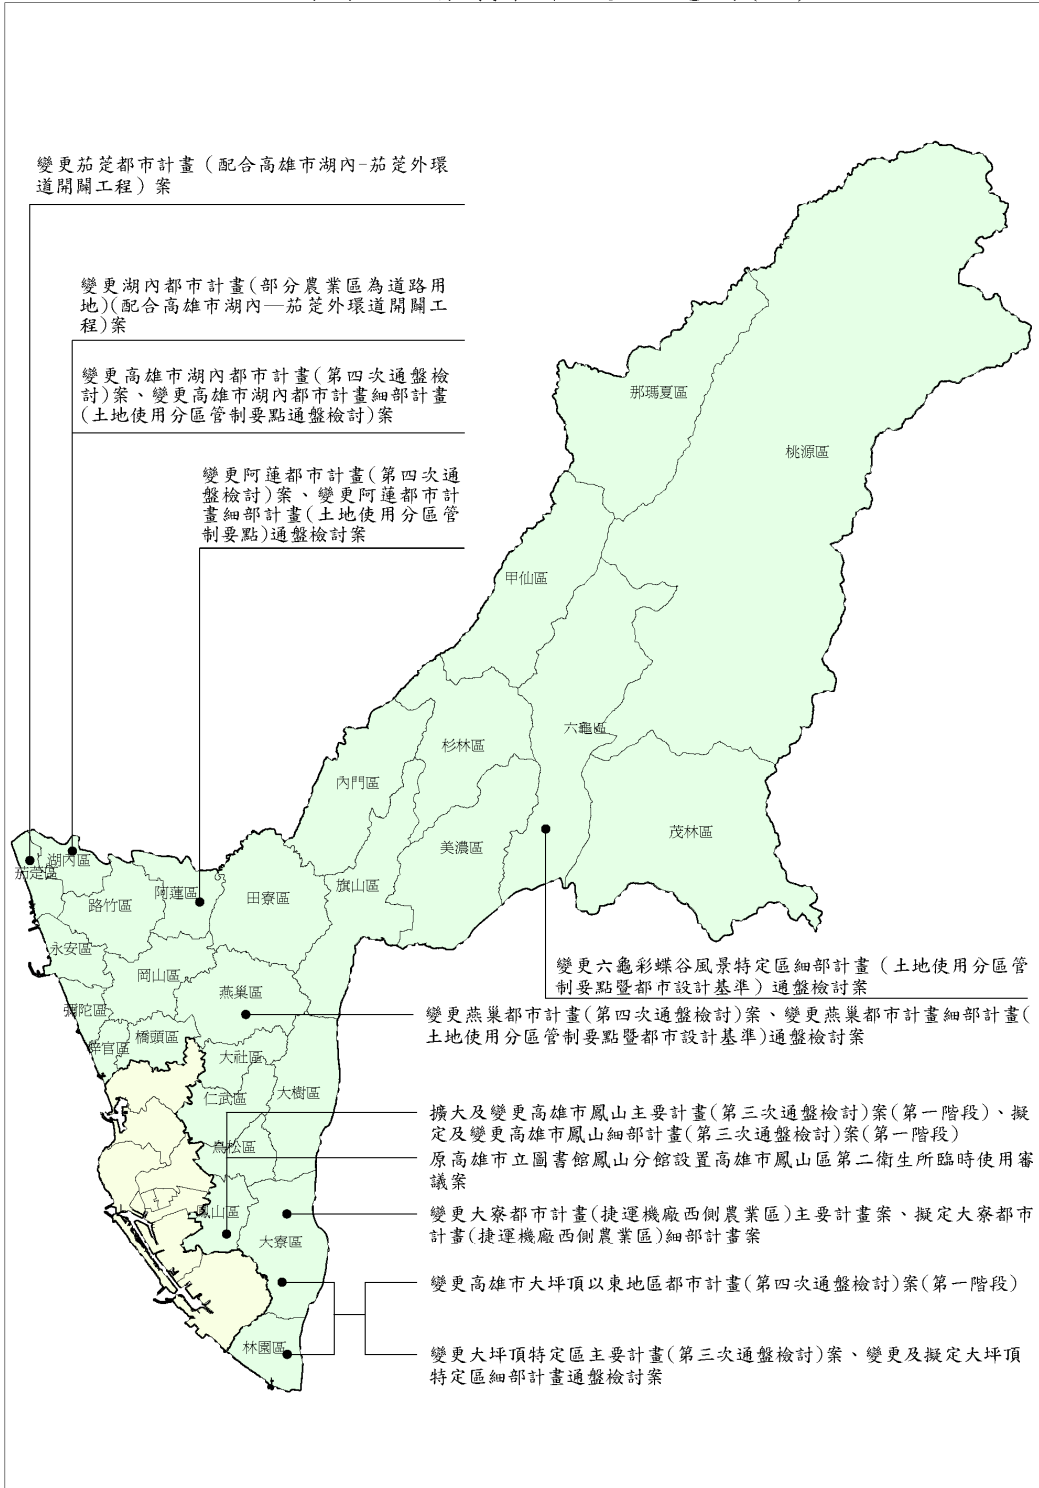 變更茄萣都市計畫（配合高雄市湖內-茄萣外環
道開闢工程）案
變更湖內都市計畫(部分農業區為道路用
地)(配合高雄市湖內—茄萣外環道開闢工
程)案
變更高雄市湖內都市計畫(第四次通盤檢
討)案、變更高雄市湖內都市計畫細部計畫
(土地使用分區管制要點通盤檢討)案
變更阿蓮都市計畫(第四次通
盤檢討)案、變更阿蓮都市計
畫細部計畫(土地使用分區管
制要點)通盤檢討案
那瑪夏區
桃源區
甲仙區
六龜區
杉林區
內門區
茂林區
美濃區
湖內區
茄萣區
阿蓮區
田寮區
旗山區
路竹區
永安區
岡山區
燕巢區
彌陀區
橋頭區
梓官區
大社區
仁武區
大樹區
鳥松區
鳳山區
大寮區
林園區
變更六龜彩蝶谷風景特定區細部計畫（土地使用分區管
制要點暨都市設計基準）通盤檢討案
變更燕巢都市計畫(第四次通盤檢討)案、變更燕巢都市計畫細部計畫(
土地使用分區管制要點暨都市設計基準)通盤檢討案
擴大及變更高雄市鳳山主要計畫(第三次通盤檢討)案(第一階段)、擬
定及變更高雄市鳳山細部計畫(第三次通盤檢討)案(第一階段)
原高雄市立圖書館鳳山分館設置高雄市鳳山區第二衛生所臨時使用審
議案
變更大寮都市計畫(捷運機廠西側農業區)主要計畫案、擬定大寮都市
計畫(捷運機廠西側農業區)細部計畫案
變更高雄市大坪頂以東地區都市計畫(第四次通盤檢討)案(第一階段)
變更大坪頂特定區主要計畫(第三次通盤檢討)案、變更及擬定大坪頂
特定區細部計畫通盤檢討案